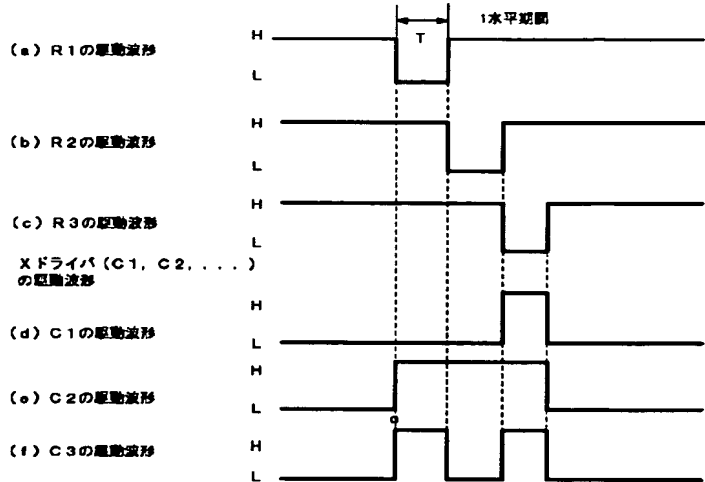 1水平期間
T
(a) R1の駆動波形
H
L
(b) R2の駆動波形
H
L
(c) R3の駆動波形
H
L
Xドライバ(C1, C2, . . . .)
の駆動波形
(d) C1の駆動波形
H
L
(e) C2の駆動波形
H
L
(f) C3の駆動波形
H
L